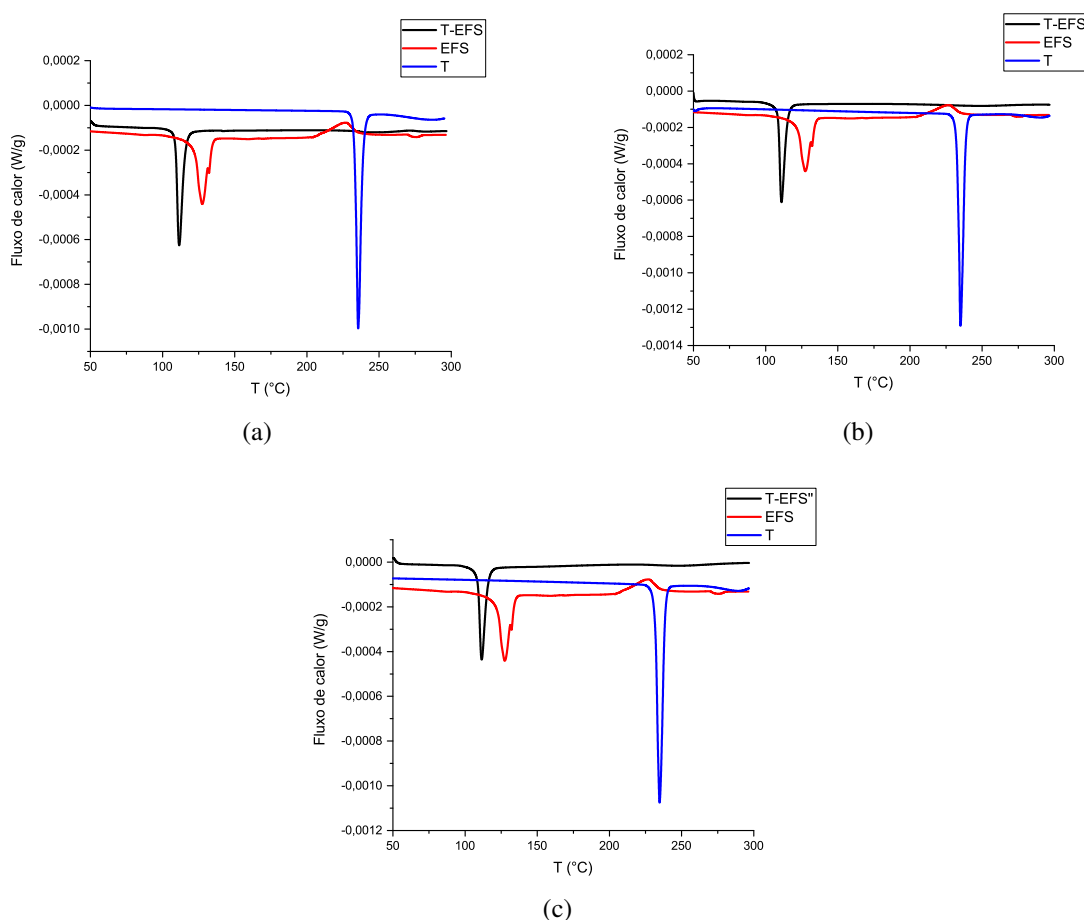 T-EFS
EFS
T
0,0002
0,0000
-0,0002
-0,0004
-0,0006
-0,0008
-0,0010
Fluxo de calor (W/g)
50 100 150 200 250 300
T (°C)
(a)
T-EFS'
EFS
T
0,0002
0,0000
-0,0002
-0,0004
-0,0006
-0,0008
-0,0010
-0,0012
-0,0014
Fluxo de calor (W/g)
50 100 150 200 250 300
T (°C)
(b)
T-EFS"
EFS
T
0,0000
-0,0002
-0,0004
-0,0006
-0,0008
-0,0010
-0,0012
Fluxo de calor (W/g)
50 100 150 200 250 300
T (°C)
(c)